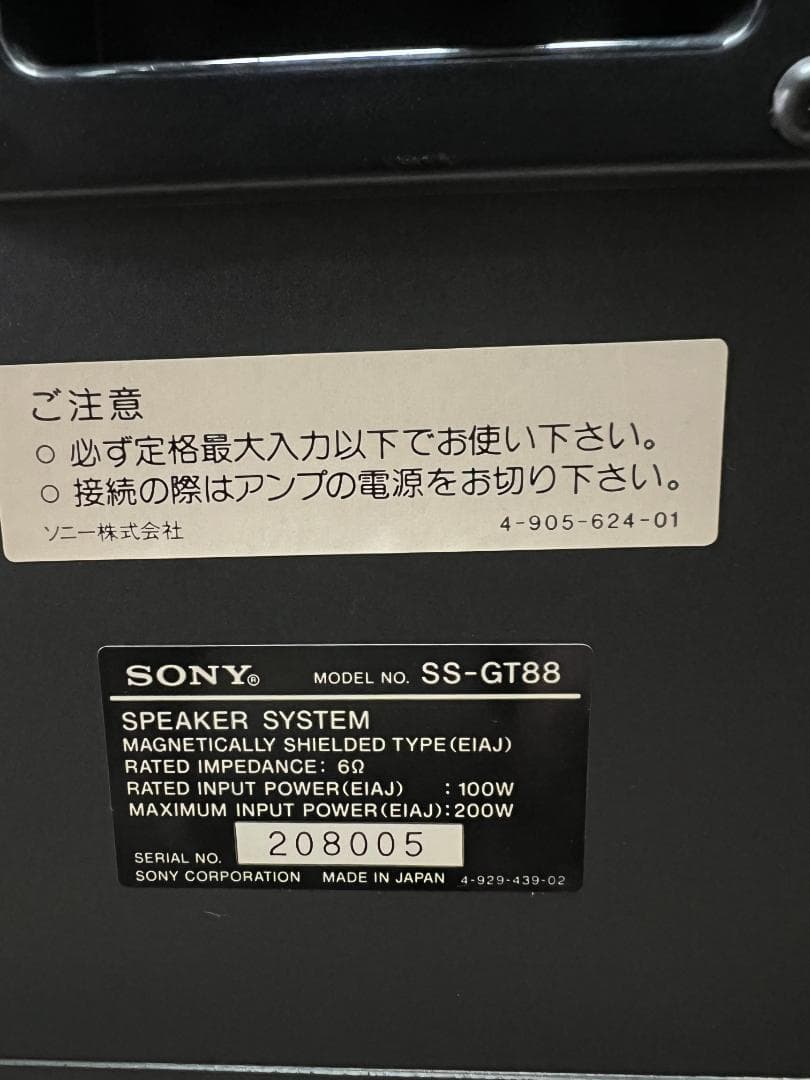 ご注意
○ 必ず定格最大入力以下でお使い下さい。
○ 接続の際はアンプの電源をお切り下さい。
ソニー株式会社 4-905-624-01
SONY® MODEL NO. SS-GT88
SPEAKER SYSTEM
MAGNETICALLY SHIELDED TYPE(EIAJ)
RATED IMPEDANCE: 6Ω
RATED INPUT POWER(EIAJ) :100W
MAXIMUM INPUT POWER(EIAJ):200W
SERIAL NO. 208005
SONY CORPORATION MADE IN JAPAN 4-929-439-02